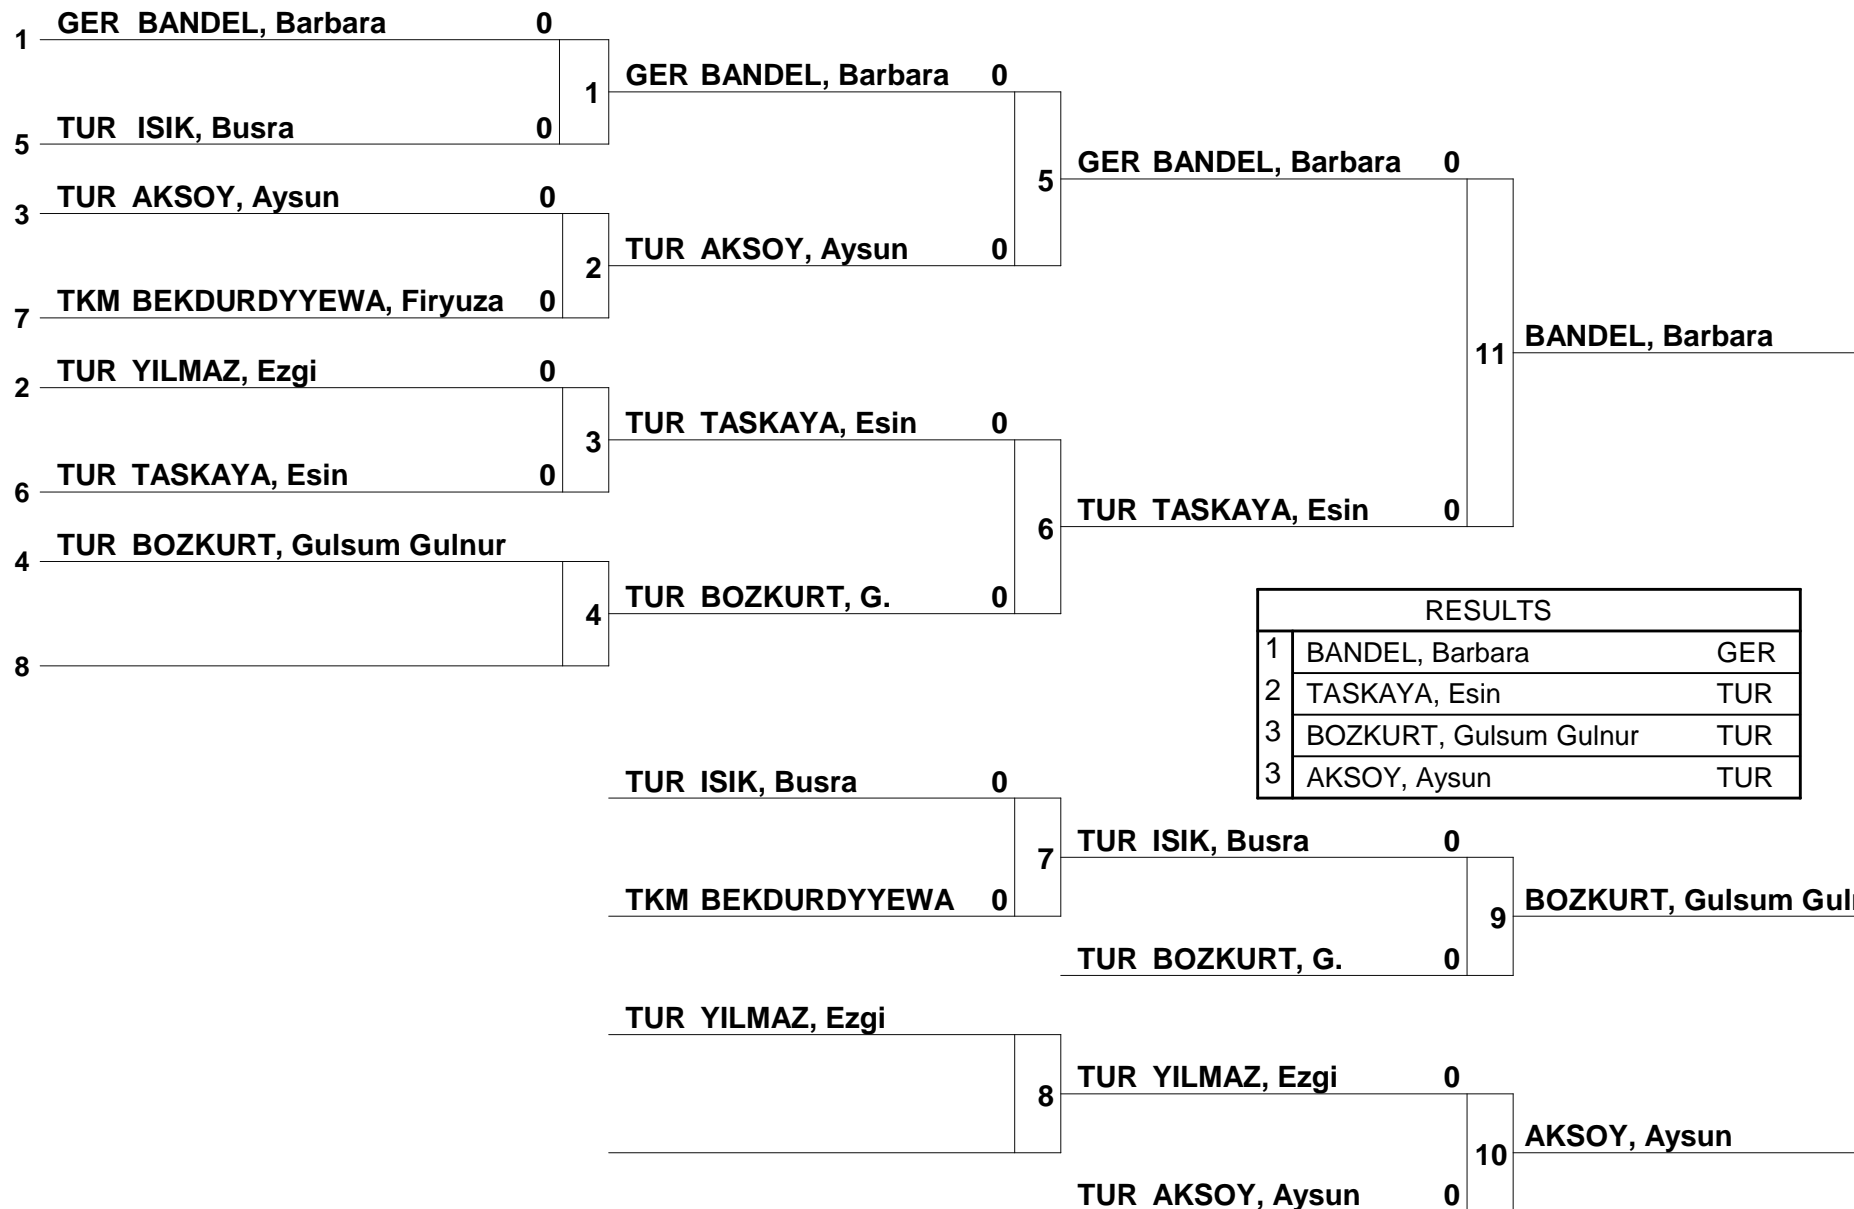 GER BANDEL, Barbara 0
1
GER BANDEL, Barbara 0
1
TUR ISIK, Busra 0
5
GER BANDEL, Barbara 0
5
TUR AKSOY, Aysun 0
3
TUR AKSOY, Aysun 0
2
TKM BEKDURDYYEWA, Firyuza 0
7
BANDEL, Barbara
11
TUR YILMAZ, Ezgi 0
2
TUR TASKAYA, Esin 0
3
TUR TASKAYA, Esin 0
6
TUR TASKAYA, Esin 0
6
TUR BOZKURT, Gulsum Gulnur
4
TUR BOZKURT, G. 0
4
8
RESULTS
1 BANDEL, Barbara GER
2 TASKAYA, Esin TUR
3 BOZKURT, Gulsum Gulnur TUR
3 AKSOY, Aysun TUR
TUR ISIK, Busra 0
TUR ISIK, Busra 0
7
TKM BEKDURDYYEWA 0
BOZKURT, Gulsum
9
TUR BOZKURT, G. 0
TUR YILMAZ, Ezgi
TUR YILMAZ, Ezgi 0
8
AKSOY, Aysun
10
TUR AKSOY, Aysun 0